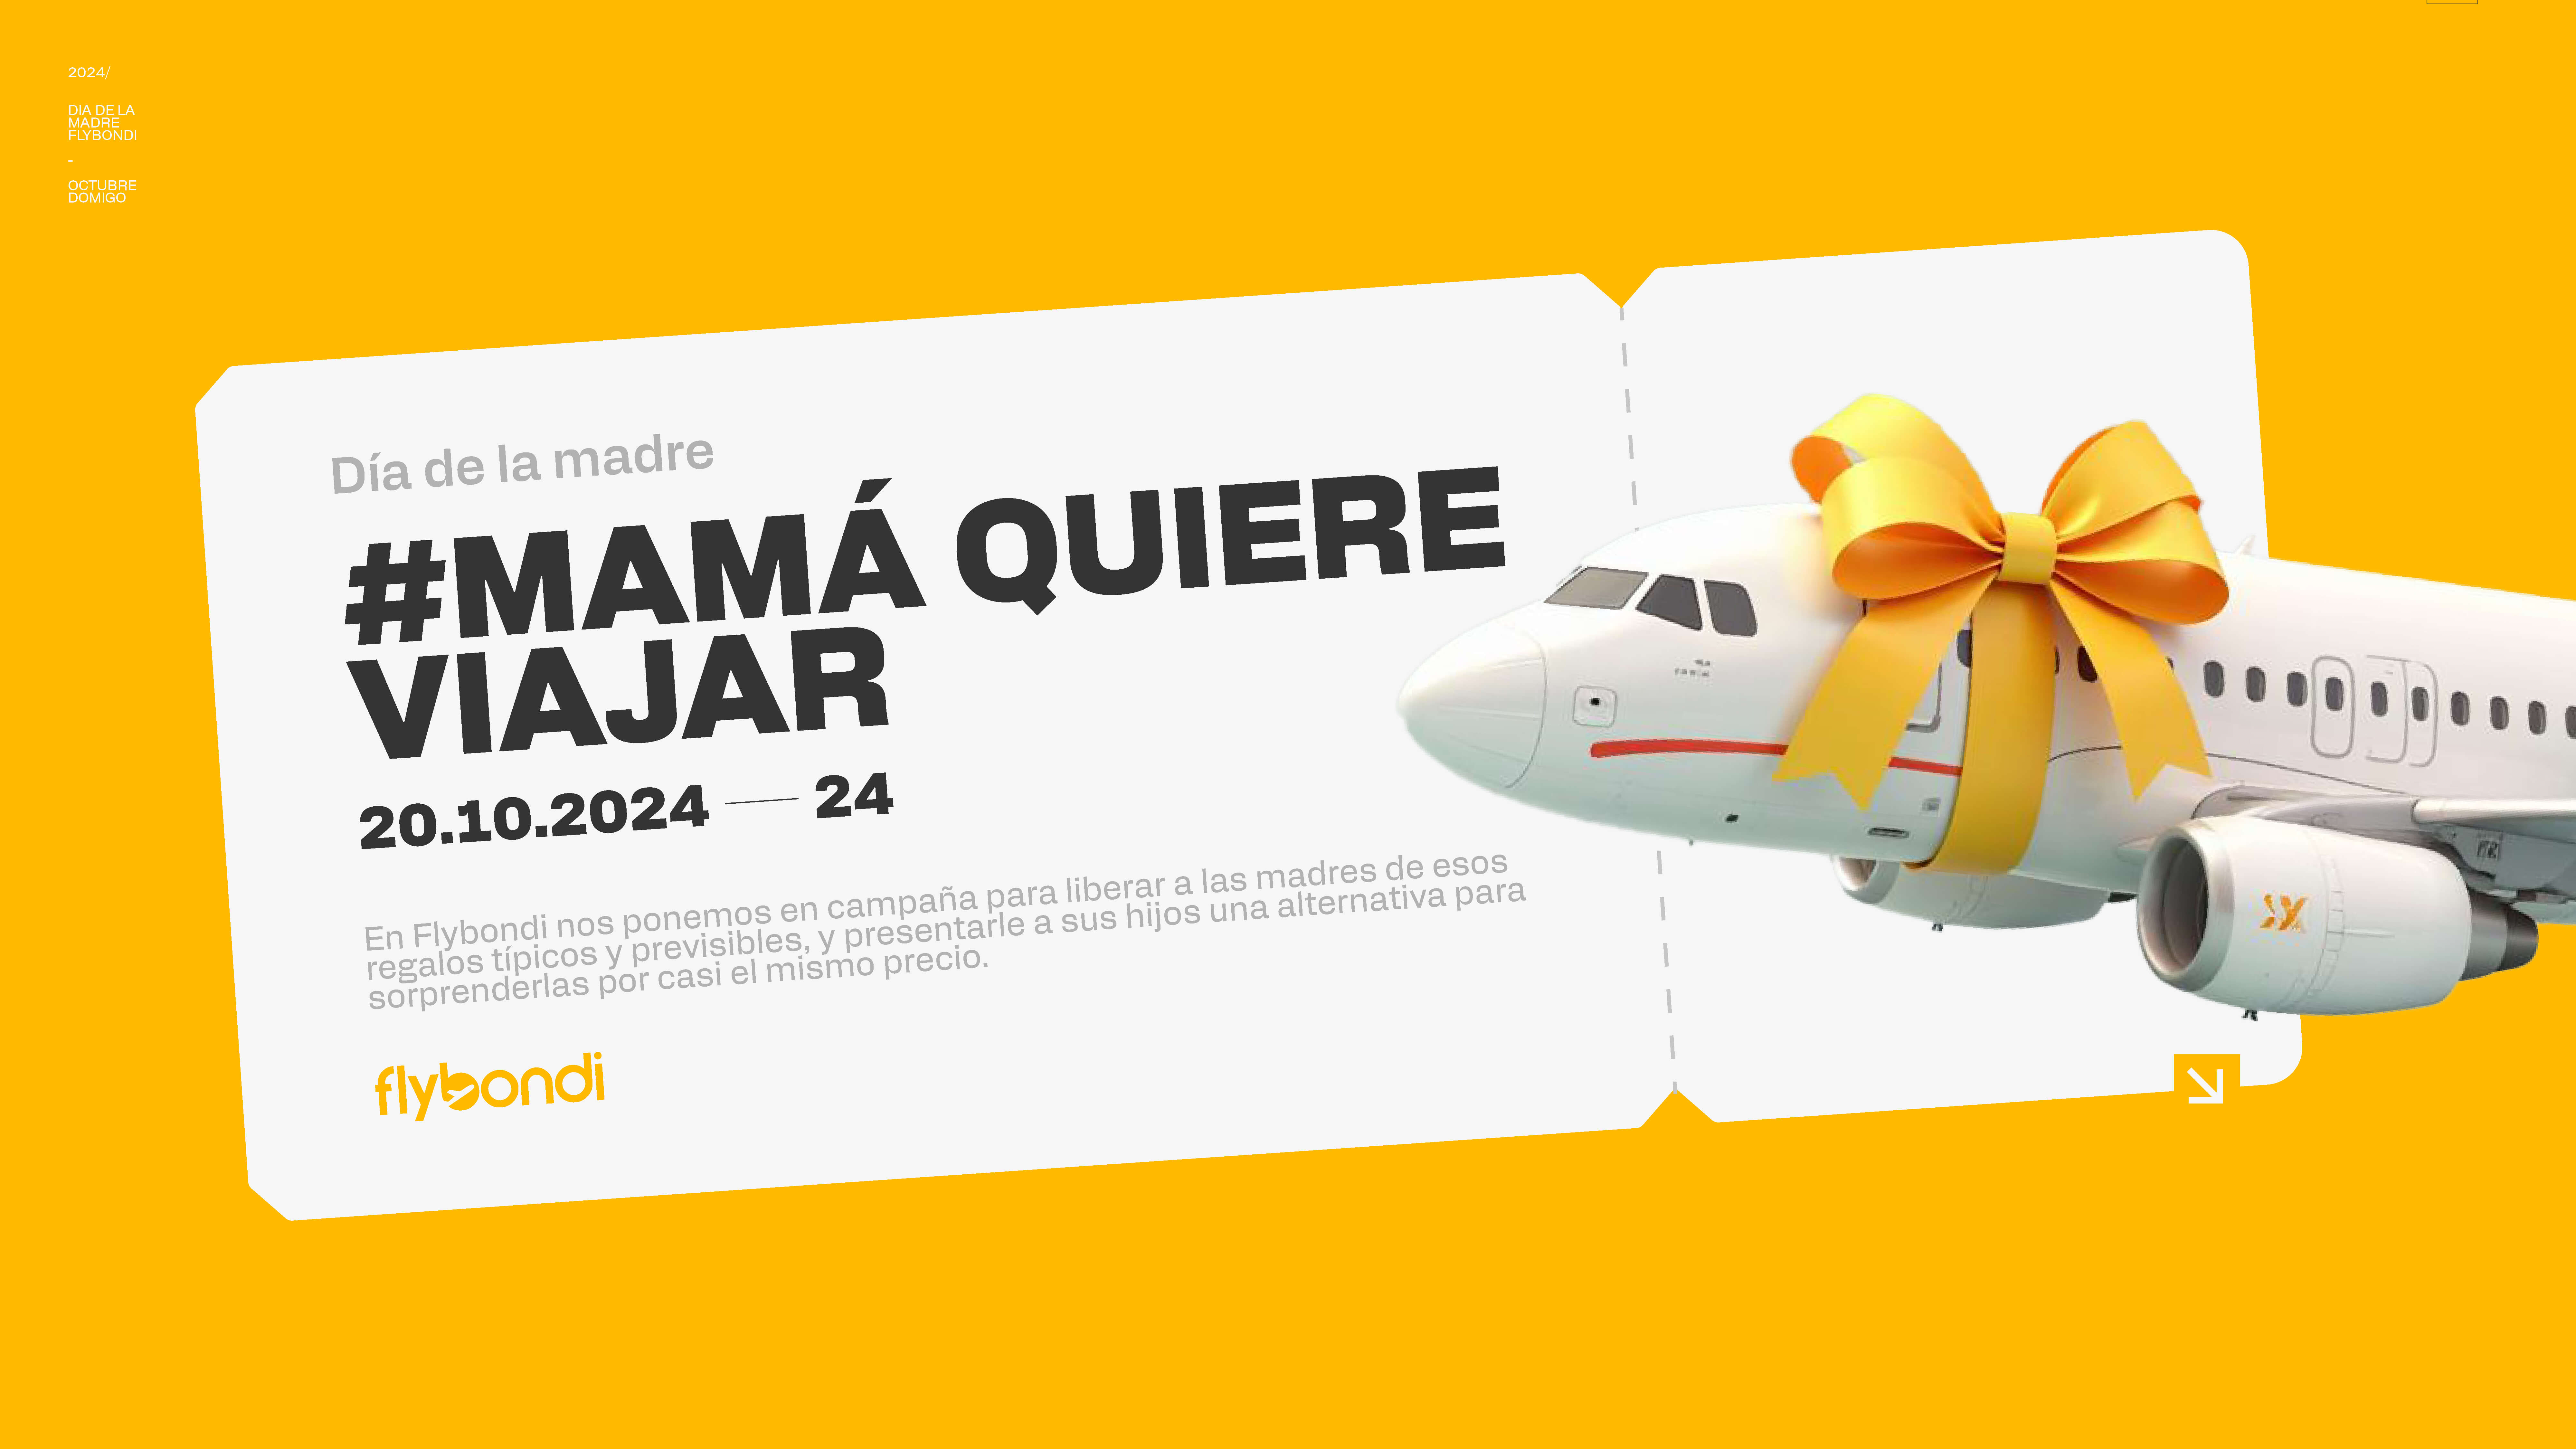 2024/
DIA DE LA
MADRE
FLYBONDI
-
OCTUBRE
DOMIGO
Día de la madre
#MAMÁ QUIERE
VIAJAR
20.10.2024 — 24
En Flybondi nos ponemos en campaña para liberar a las madres de esos
regalos típicos y previsibles, y presentarle a sus hijos una alternativa para
sorprenderlas por casi el mismo precio.
flybondi